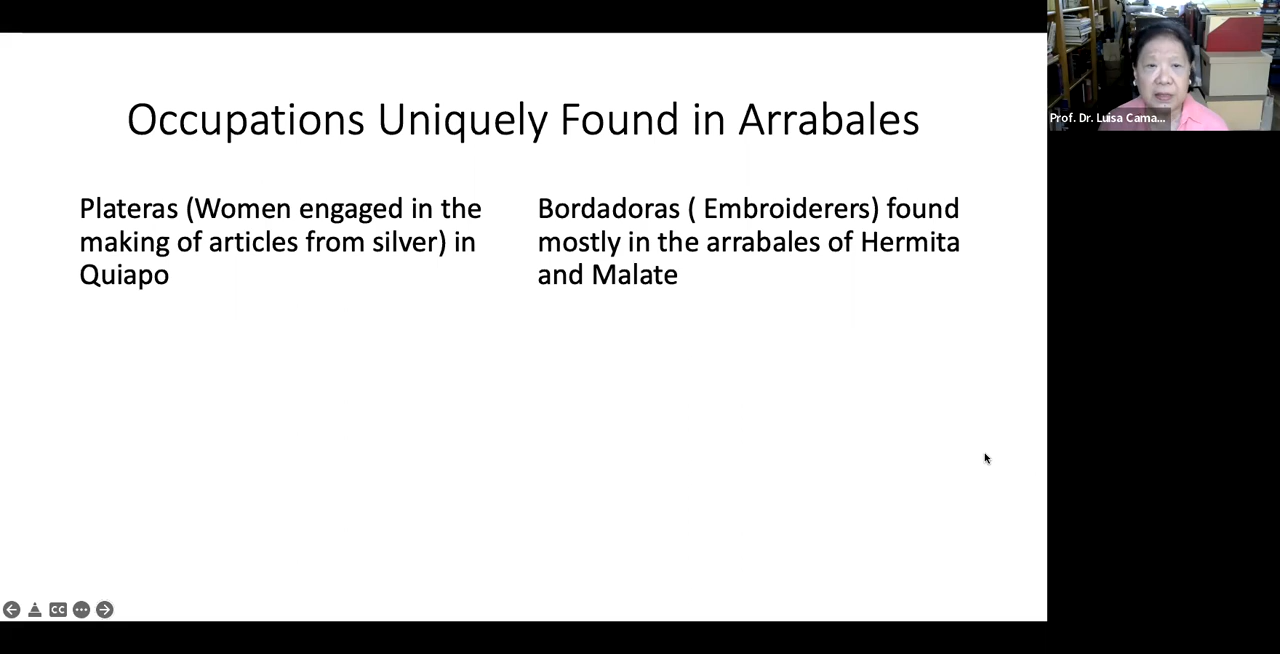 Occupations Uniquely Found in Arrabales
Plateras (Women engaged in the
making of articles from silver) in
Quiapo
Bordadoras ( Embroiderers) found
mostly in the arrabales of Hermita
and Malate
Prof. Dr. Luisa Cama...
CC